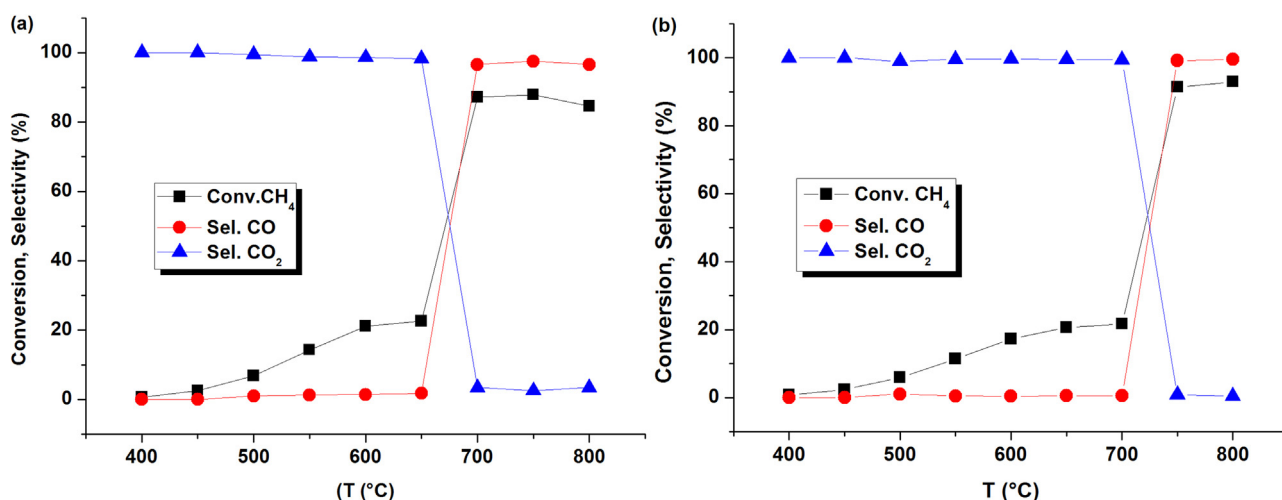 (a)
Conversion, Selectivity (%)
100
80
60
40
20
0
Conv.CH4
Sel. CO
Sel. CO2
400 500 600 700 800
(T (°C)
(b)
Conversion, Selectivity (%)
100
80
60
40
20
0
Conv. CH4
Sel. CO
Sel. CO2
400 500 600 700 800
T (°C)